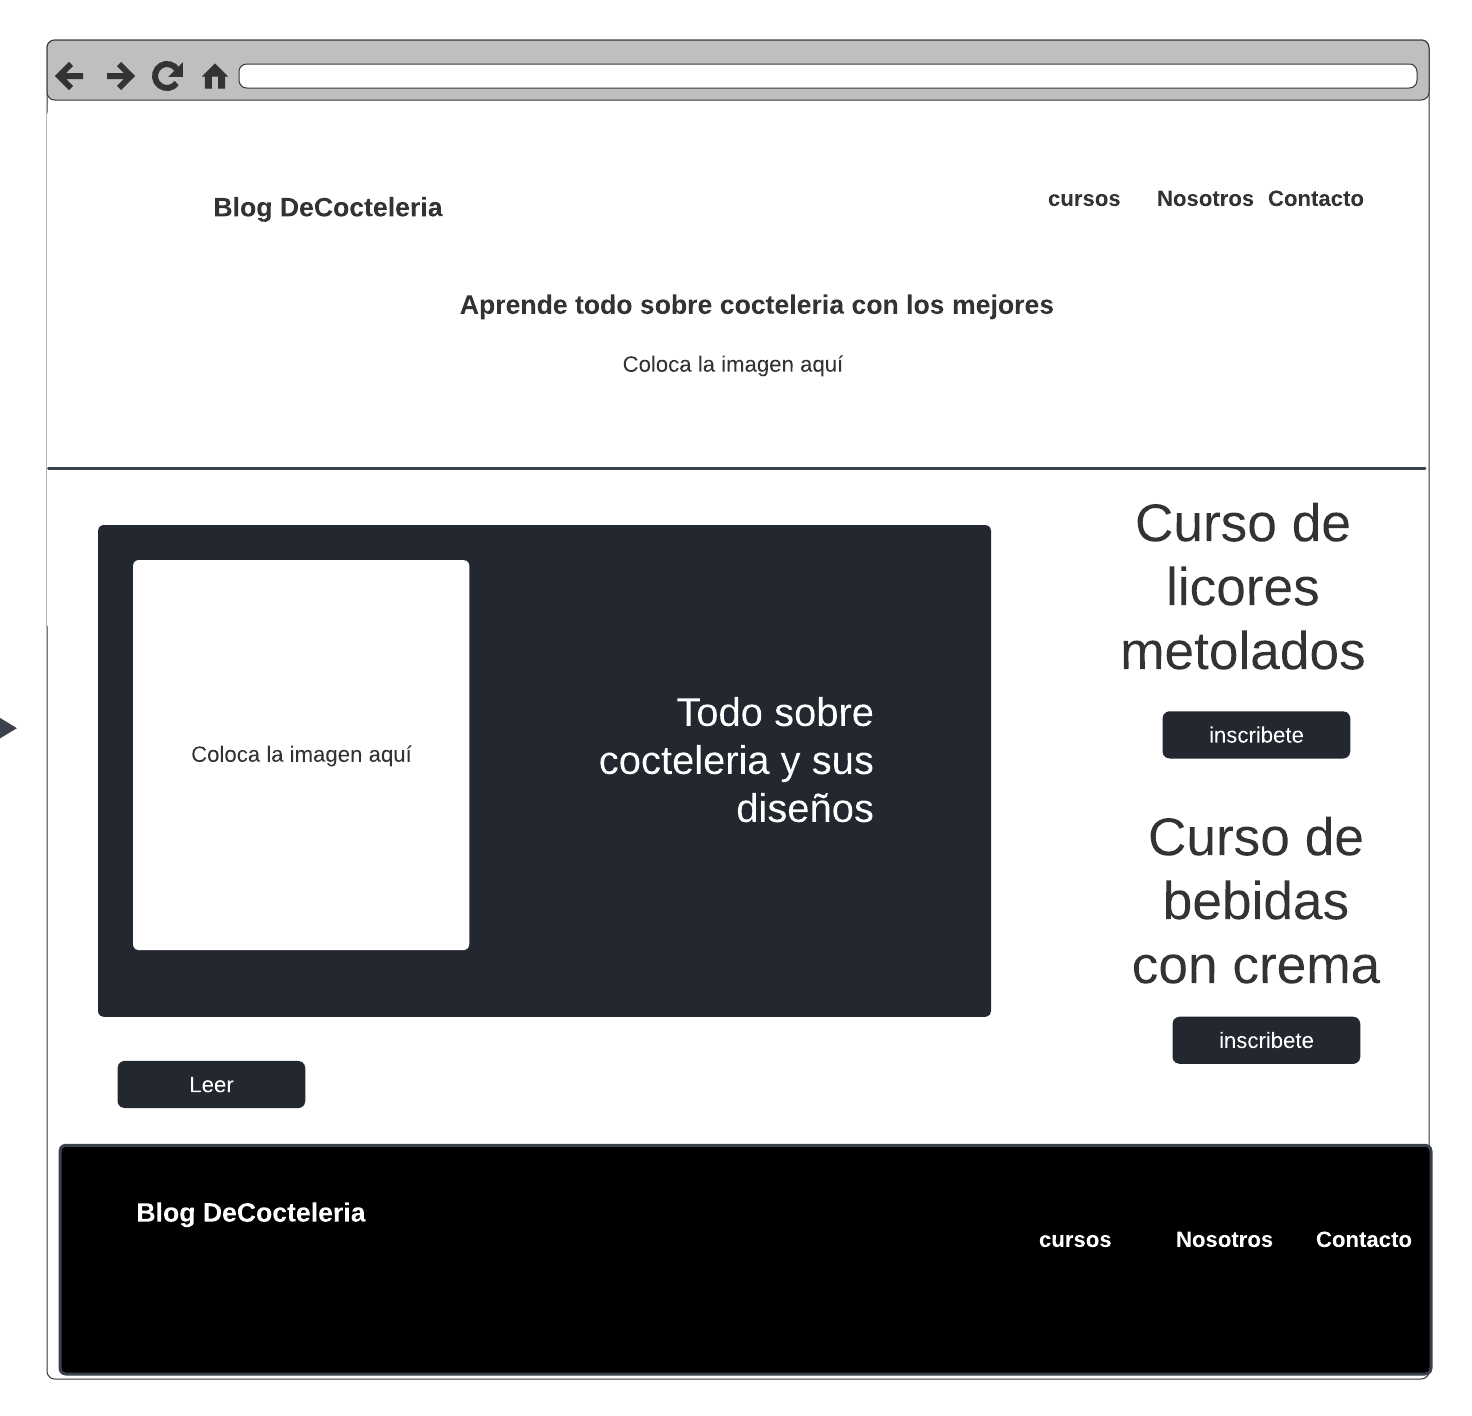 Blog DeCocteleria
cursos Nosotros Contacto
Aprende todo sobre cocteleria con los mejores
Coloca la imagen aquí
Coloca la imagen aquí
Todo sobre
cocteleria y sus
diseños
Leer
Curso de
licores
metolados
inscribete
Curso de
bebidas
con crema
inscribete
Blog DeCocteleria
cursos Nosotros Contacto